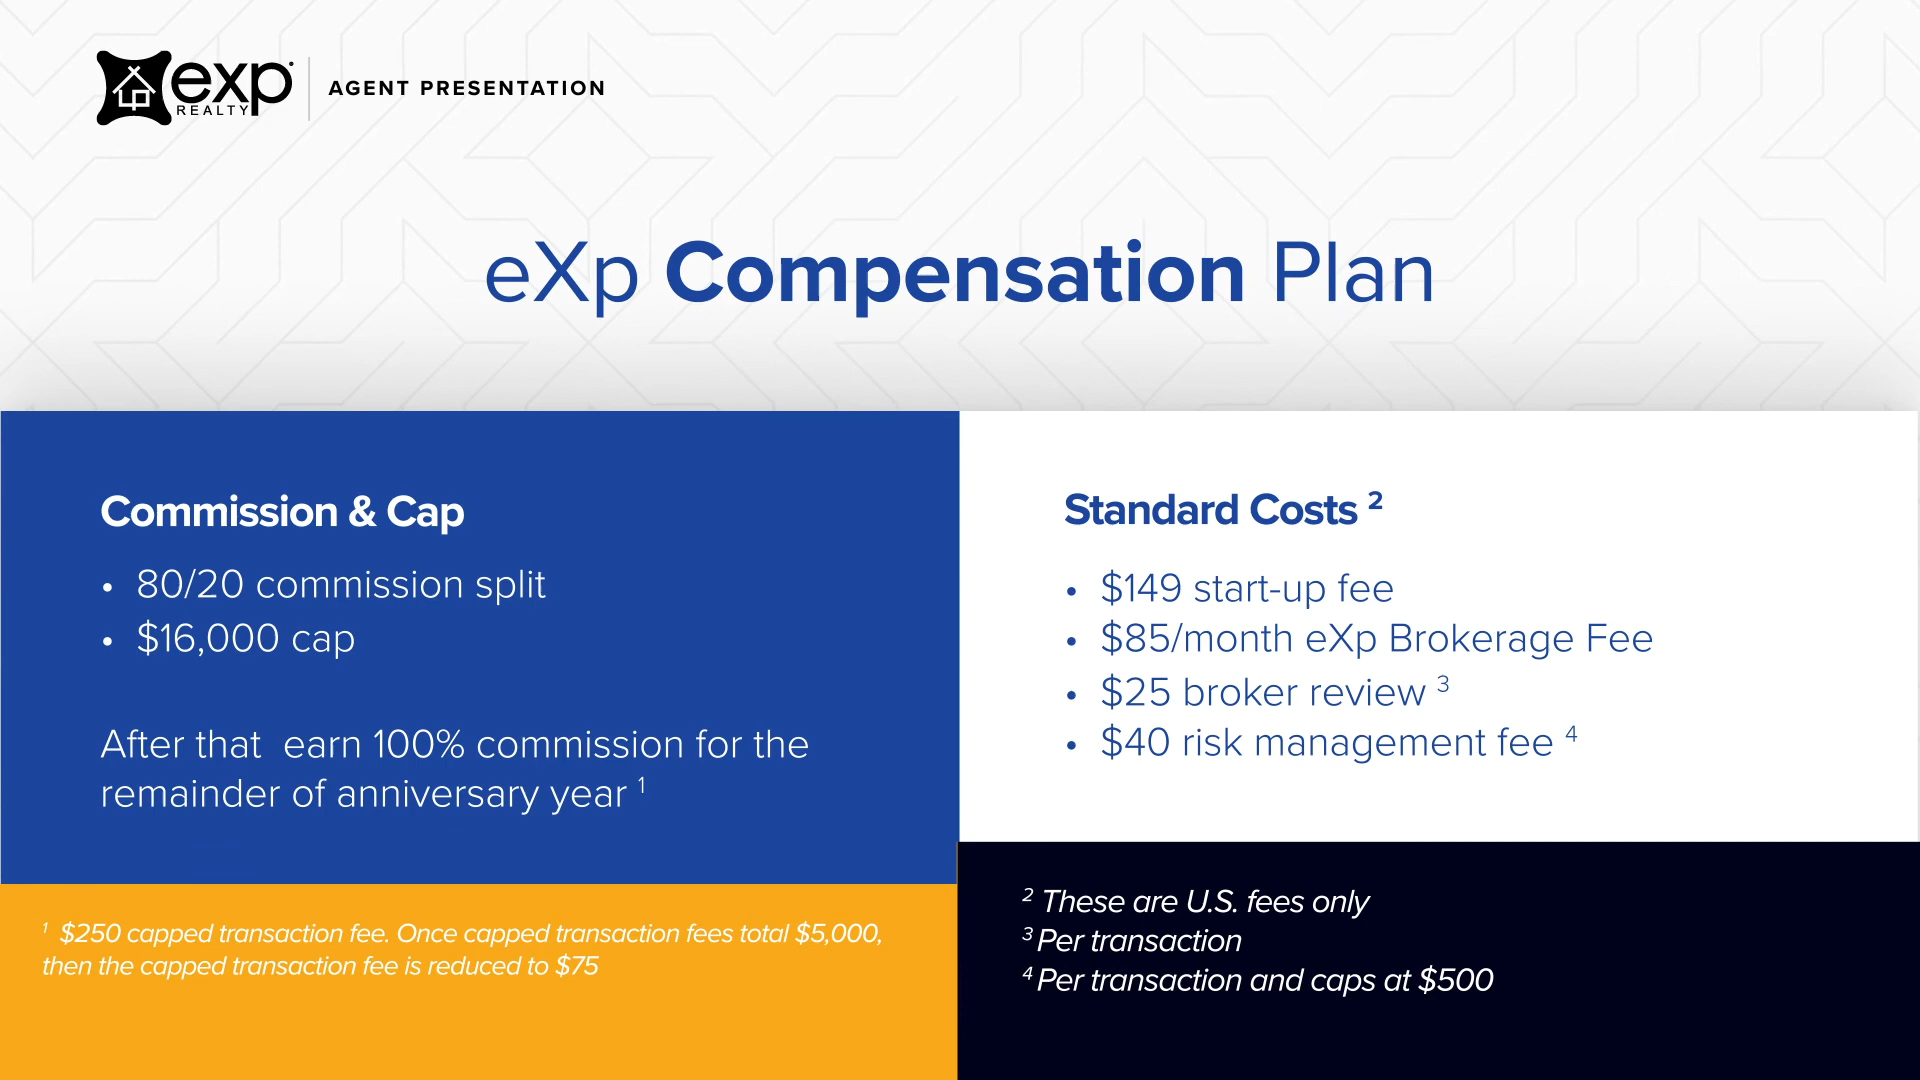 exp
REALTY
AGENT PRESENTATION
eXp Compensation Plan
Commission & Cap
• 80/20 commission split
• $16,000 cap
After that  earn 100% commission for the
remainder of anniversary year ¹
¹ $250 capped transaction fee. Once capped transaction fees total $5,000,
then the capped transaction fee is reduced to $75
Standard Costs ²
• $149 start-up fee
• $85/month eXp Brokerage Fee
• $25 broker review ³
• $40 risk management fee ⁴
² These are U.S. fees only
³ Per transaction
⁴ Per transaction and caps at $500